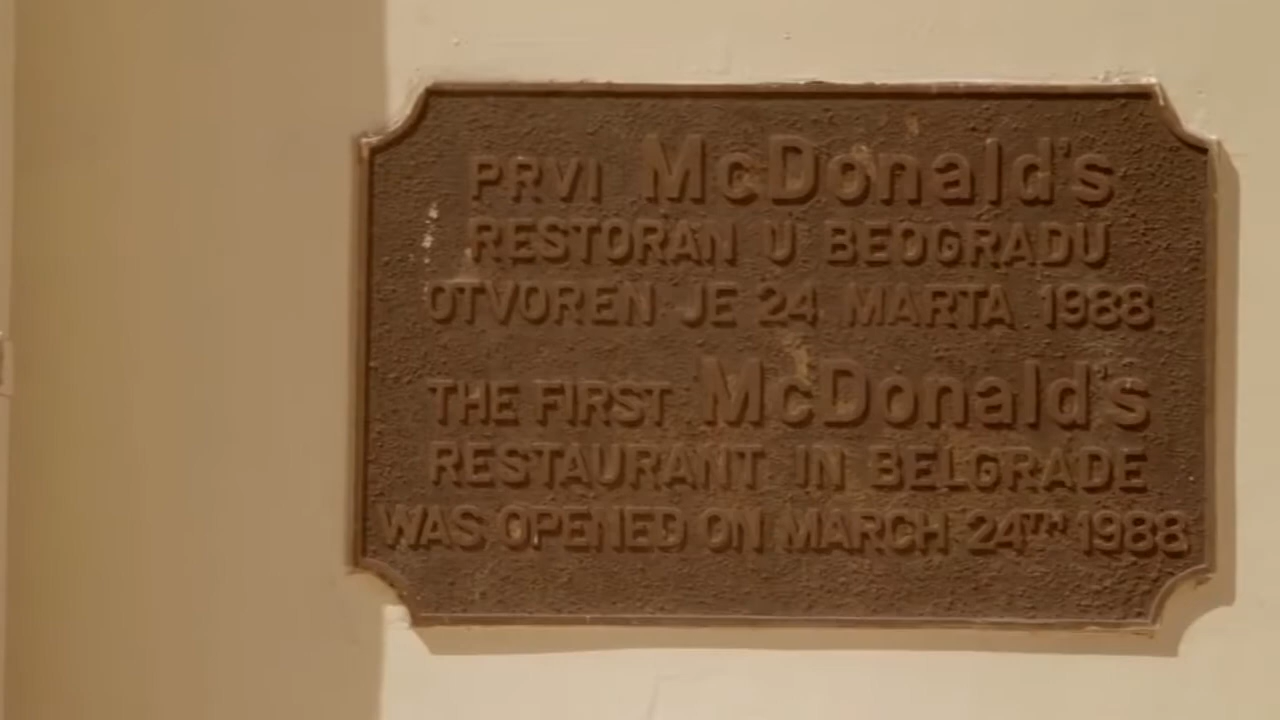 PRVI McDonald's
RESTORAN U BEOGRADU
OTVOREN JE 24 MARTA 1988
THE FIRST McDonald's
RESTAURANT IN BELGRADE
WAS OPENED ON MARCH 24TH 1988